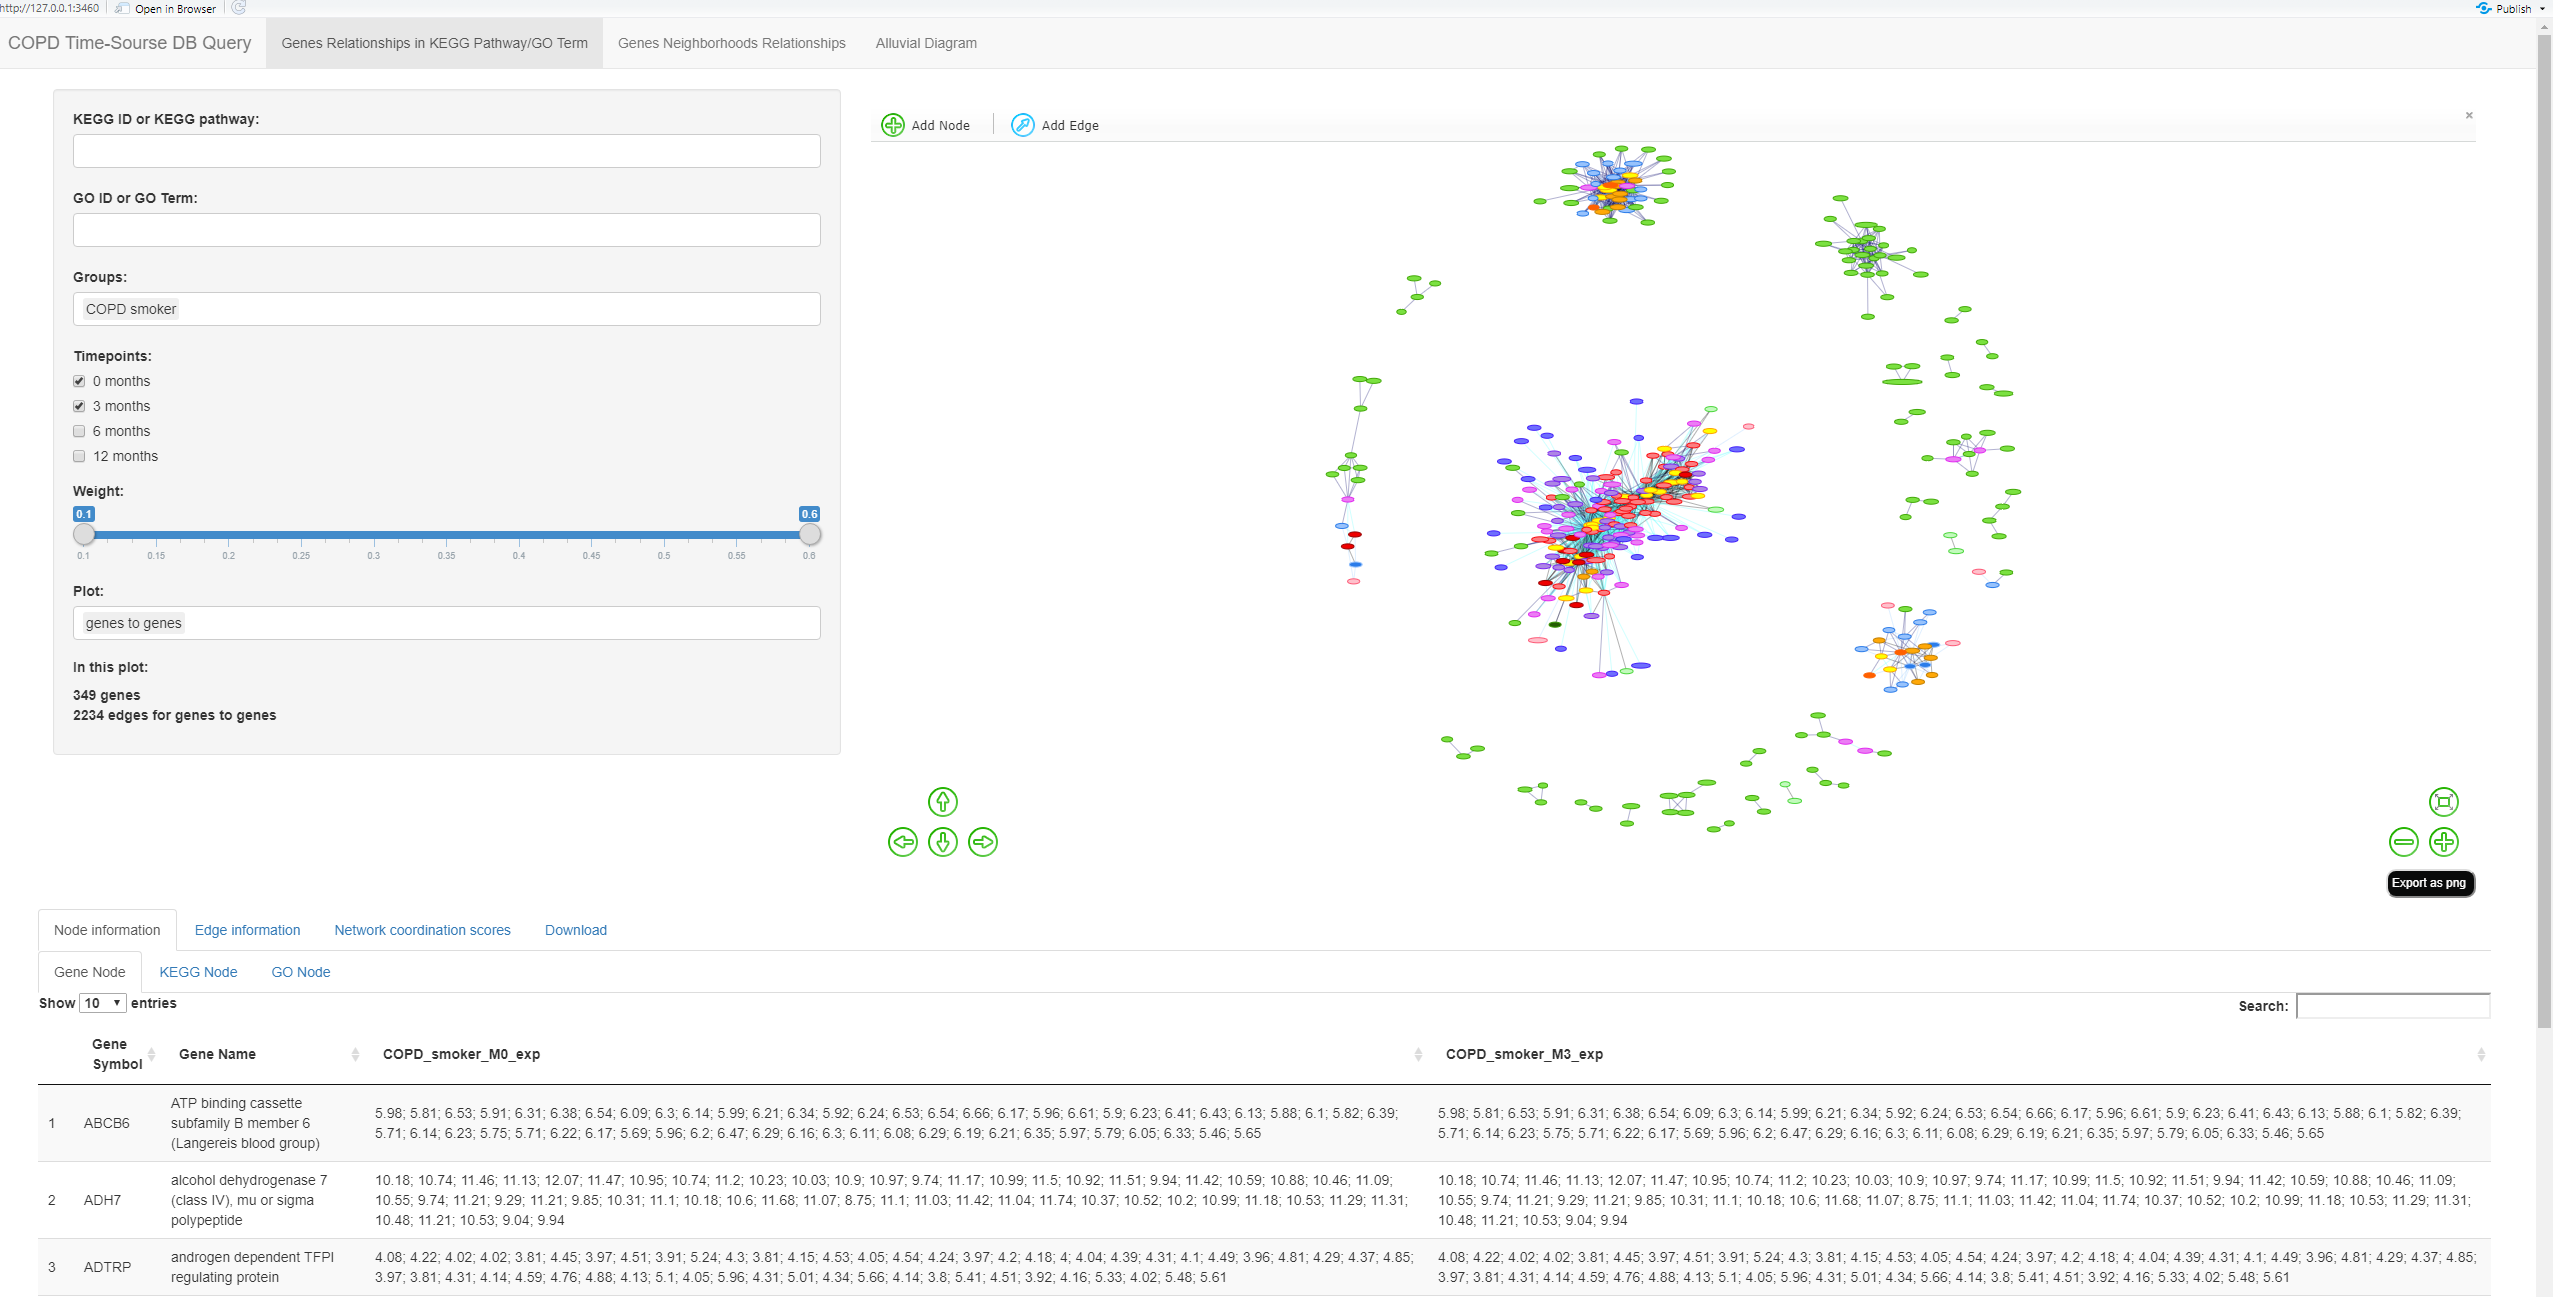 http://127.0.0.1:3460
Open in Browser
Publish
COPD Time-Sourse DB Query
Genes Relationships in KEGG Pathway/GO Term
Genes Neighborhoods Relationships
Alluvial Diagram
KEGG ID or KEGG pathway:
GO ID or GO Term:
Groups:
COPD smoker
Timepoints:
0 months
3 months
6 months
12 months
Weight:
0.1
0.6
0.1 0.15 0.2 0.25 0.3 0.35 0.4 0.45 0.5 0.55 0.6
Plot:
genes to genes
In this plot:
349 genes
2234 edges for genes to genes
Add Node
Add Edge
Export as png
Node information
Edge information
Network coordination scores
Download
Gene Node
KEGG Node
GO Node
Show 10 entries
Search:
Gene Symbol
Gene Name
COPD_smoker_M0_exp
COPD_smoker_M3_exp
1
ABCB6
ATP binding cassette
subfamily B member 6
(Langereis blood group)
5.98; 5.81; 6.53; 5.91; 6.31; 6.38; 6.54; 6.09; 6.3; 6.14; 5.99; 6.21; 6.34; 5.92; 6.24; 6.53; 6.54; 6.66; 6.17; 5.96; 6.61; 5.9; 6.23; 6.41; 6.43; 6.13; 5.88; 6.1; 5.82; 6.39;
5.71; 6.14; 6.23; 5.75; 5.71; 6.22; 6.17; 5.69; 5.96; 6.2; 6.47; 6.29; 6.16; 6.3; 6.11; 6.08; 6.29; 6.19; 6.21; 6.35; 5.97; 5.79; 6.05; 6.33; 5.46; 5.65
5.98; 5.81; 6.53; 5.91; 6.31; 6.38; 6.54; 6.09; 6.3; 6.14; 5.99; 6.21; 6.34; 5.92; 6.24; 6.53; 6.54; 6.66; 6.17; 5.96; 6.61; 5.9; 6.23; 6.41; 6.43; 6.13; 5.88; 6.1; 5.82; 6.39;
5.71; 6.14; 6.23; 5.75; 5.71; 6.22; 6.17; 5.69; 5.96; 6.2; 6.47; 6.29; 6.16; 6.3; 6.11; 6.08; 6.29; 6.19; 6.21; 6.35; 5.97; 5.79; 6.05; 6.33; 5.46; 5.65
2
ADH7
alcohol dehydrogenase 7
(class IV), mu or sigma
polypeptide
10.18; 10.74; 11.46; 11.13; 12.07; 11.47; 10.95; 10.74; 11.2; 10.23; 10.03; 10.9; 10.97; 9.74; 11.17; 10.99; 11.5; 10.92; 11.51; 9.94; 11.42; 10.59; 10.88; 10.46; 11.09;
10.55; 9.74; 11.21; 9.29; 11.21; 9.85; 10.31; 11.1; 10.18; 10.6; 11.68; 11.07; 8.75; 11.1; 11.03; 11.42; 11.04; 11.74; 10.37; 10.52; 10.2; 10.99; 11.18; 10.53; 11.29; 11.31;
10.48; 11.21; 10.53; 9.04; 9.94
10.18; 10.74; 11.46; 11.13; 12.07; 11.47; 10.95; 10.74; 11.2; 10.23; 10.03; 10.9; 10.97; 9.74; 11.17; 10.99; 11.5; 10.92; 11.51; 9.94; 11.42; 10.59; 10.88; 10.46; 11.09;
10.55; 9.74; 11.21; 9.29; 11.21; 9.85; 10.31; 11.1; 10.18; 10.6; 11.68; 11.07; 8.75; 11.1; 11.03; 11.42; 11.04; 11.74; 10.37; 10.52; 10.2; 10.99; 11.18; 10.53; 11.29; 11.31;
10.48; 11.21; 10.53; 9.04; 9.94
3
ADTRP
androgen dependent TFPI
regulating protein
4.08; 4.22; 4.02; 4.02; 3.81; 4.45; 3.97; 4.51; 3.91; 5.24; 4.3; 3.81; 4.15; 4.53; 4.05; 4.54; 4.24; 3.97; 4.2; 4.18; 4; 4.04; 4.39; 4.31; 4.1; 4.49; 3.96; 4.81; 4.29; 4.37; 4.85;
3.97; 3.81; 4.31; 4.14; 4.59; 4.76; 4.88; 4.13; 5.1; 4.05; 5.96; 4.31; 5.01; 4.34; 5.66; 4.14; 3.8; 5.41; 4.51; 3.92; 4.16; 5.33; 4.02; 5.48; 5.61
4.08; 4.22; 4.02; 4.02; 3.81; 4.45; 3.97; 4.51; 3.91; 5.24; 4.3; 3.81; 4.15; 4.53; 4.05; 4.54; 4.24; 3.97; 4.2; 4.18; 4; 4.04; 4.39; 4.31; 4.1; 4.49; 3.96; 4.81; 4.29; 4.37; 4.85;
3.97; 3.81; 4.31; 4.14; 4.59; 4.76; 4.88; 4.13; 5.1; 4.05; 5.96; 4.31; 5.01; 4.34; 5.66; 4.14; 3.8; 5.41; 4.51; 3.92; 4.16; 5.33; 4.02; 5.48; 5.61